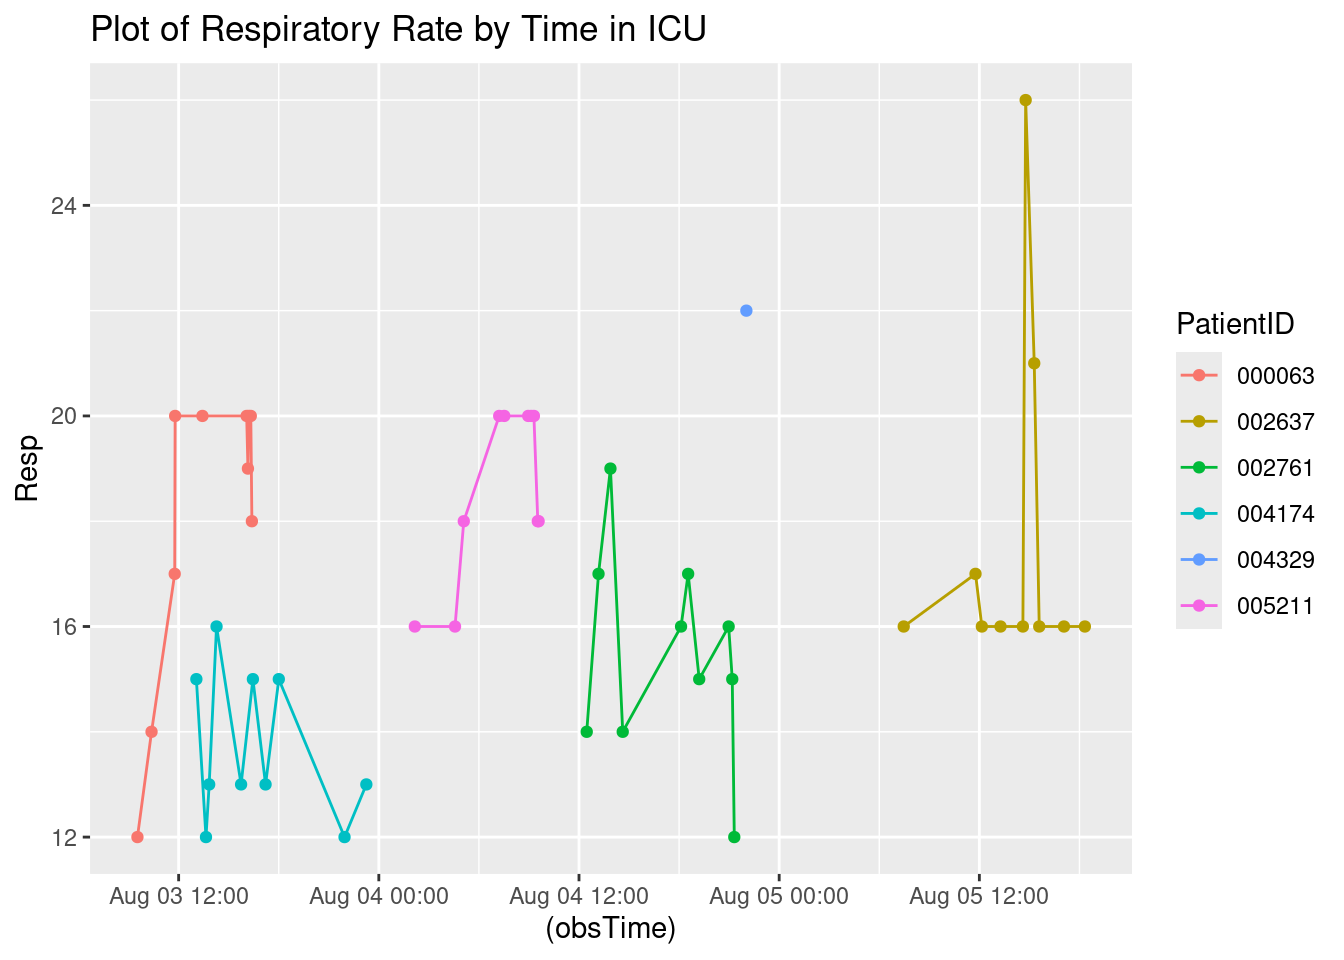 Plot of Respiratory Rate by Time in ICU
Resp
24
20
16
12
Aug 03 12:00
Aug 04 00:00
Aug 04 12:00
Aug 05 00:00
Aug 05 12:00
(obsTime)
PatientID
000063
002637
002761
004174
004329
005211